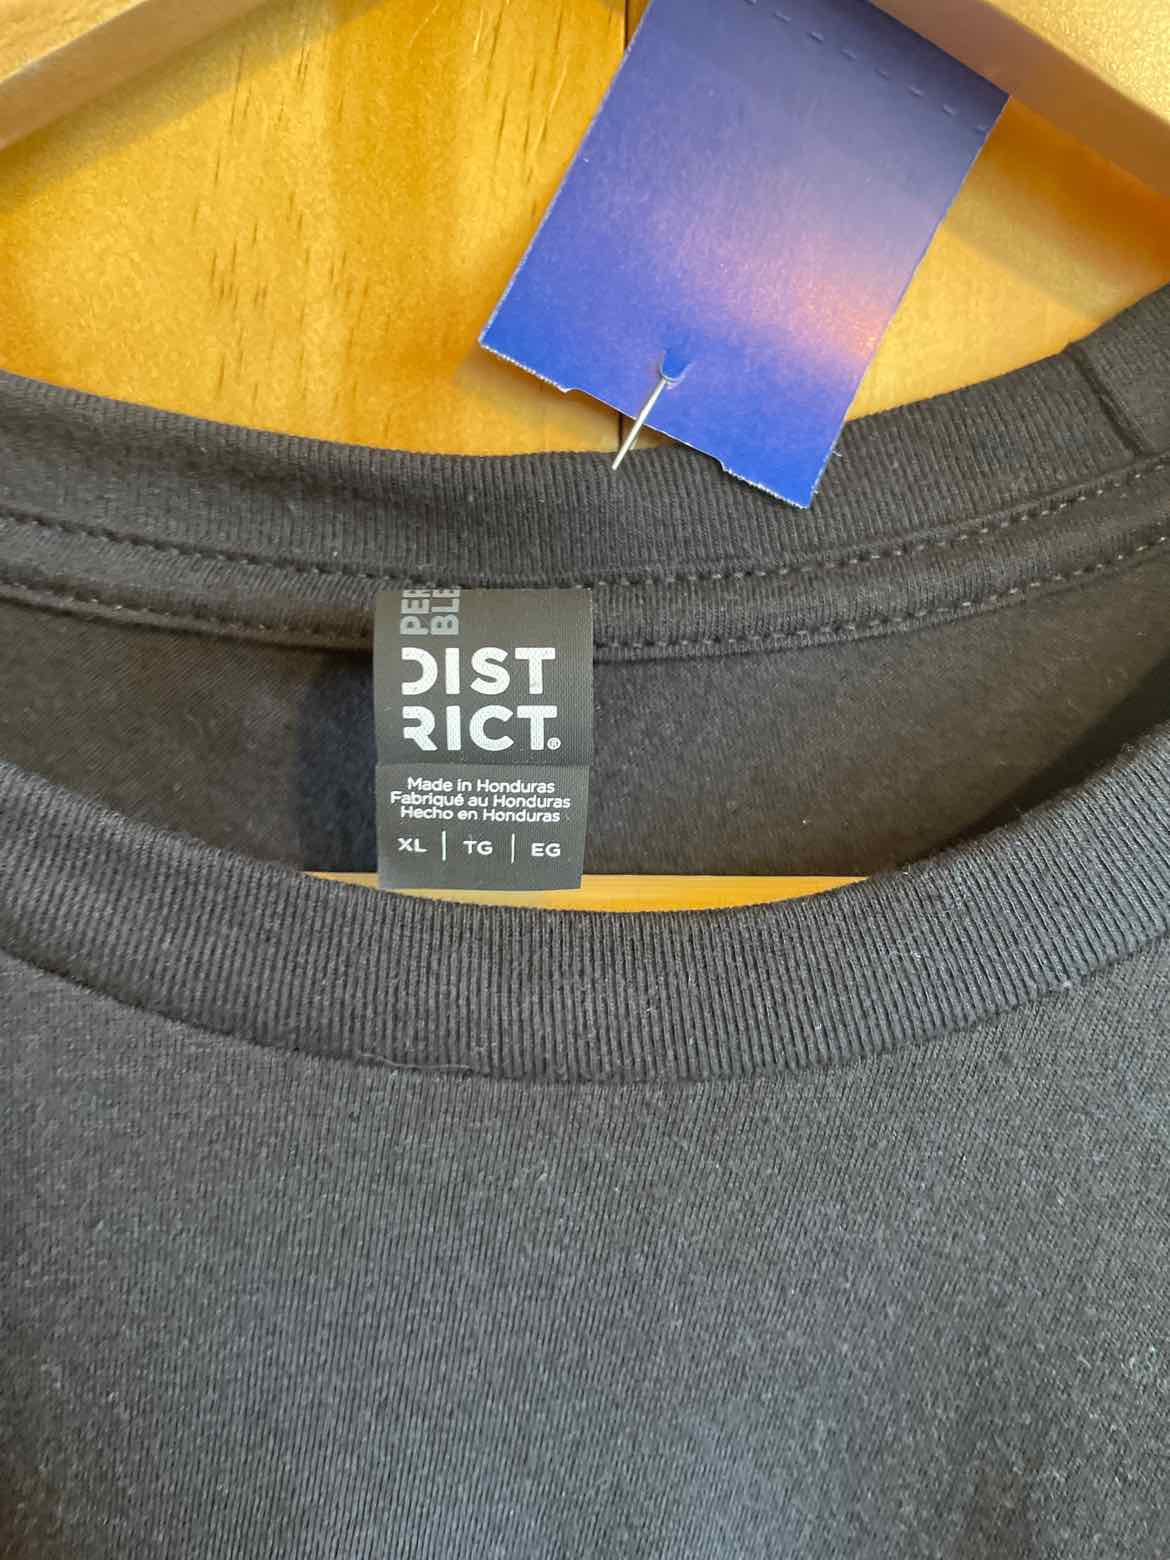 DIST
RICT.®
Made in Honduras
Fabriqué au Honduras
Hecho en Honduras
XL | TG | EG